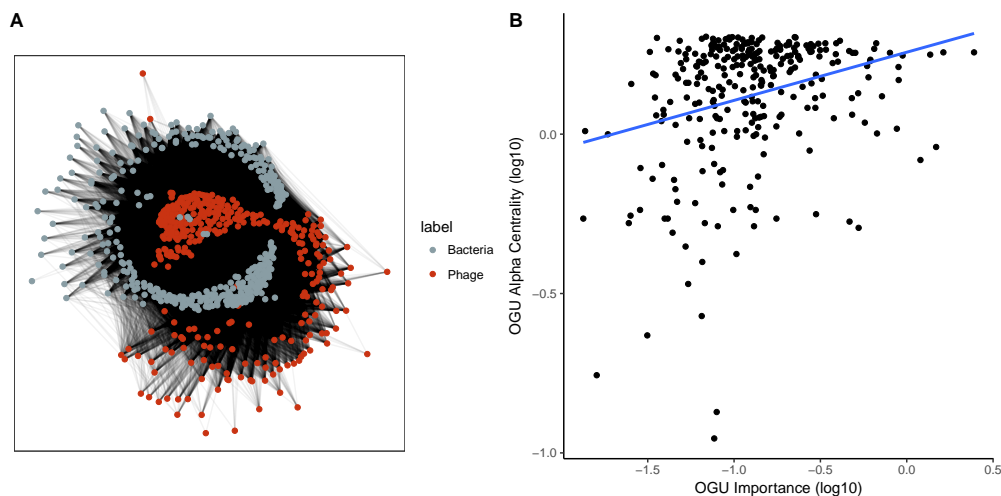 A
label
Bacteria
Phage
B
OGU Alpha Centrality (log10)
0.0
−0.5
−1.0
−1.5
−1.0
−0.5
0.0
0.5
OGU Importance (log10)